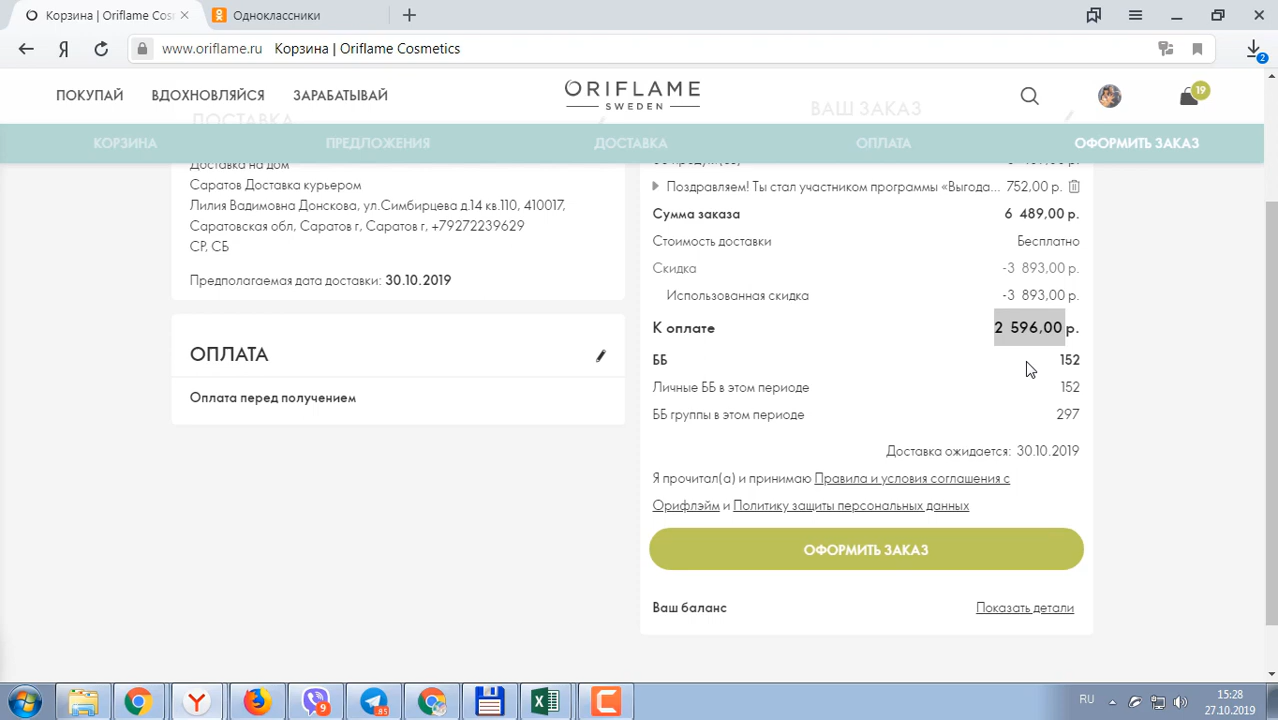 Корзина | Oriflame Cos
Одноклассники
Я
www.oriflame.ru Корзина | Oriflame Cosmetics
2
ПОКУПАЙ ВДОХНОВЛЯЙСЯ ЗАРАБАТЫВАЙ
ORIFLAME
SWEDEN
19
ДОСТАВКА
ВАШ ЗАКАЗ
КОРЗИНА ПРЕДЛОЖЕНИЯ ДОСТАВКА ОПЛАТА ОФОРМИТЬ ЗАКАЗ
Доставка на дом
Саратов Доставка курьером
Лилия Вадимовна Донскова, ул.Симбирцева д.14 кв.110, 410017,
Саратовская обл, Саратов г, Саратов г, +79272239629
СР, СБ
Предполагаемая дата доставки: 30.10.2019
ОПЛАТА
Оплата перед получением
Поздравляем! Ты стал участником программы «Выгода... 752,00 р.
Сумма заказа 6 489,00 р.
Стоимость доставки Бесплатно
Скидка -3 893,00 р.
Использованная скидка -3 893,00 р.
К оплате 2 596,00 р.
ББ 152
Личные ББ в этом периоде 152
ББ группы в этом периоде 297
Доставка ожидается: 30.10.2019
Я прочитал(а) и принимаю Правила и условия соглашения с
Орифлэйм и Политику защиты персональных данных
ОФОРМИТЬ ЗАКАЗ
Ваш баланс Показать детали
9
85
RU
15:28
27.10.2019